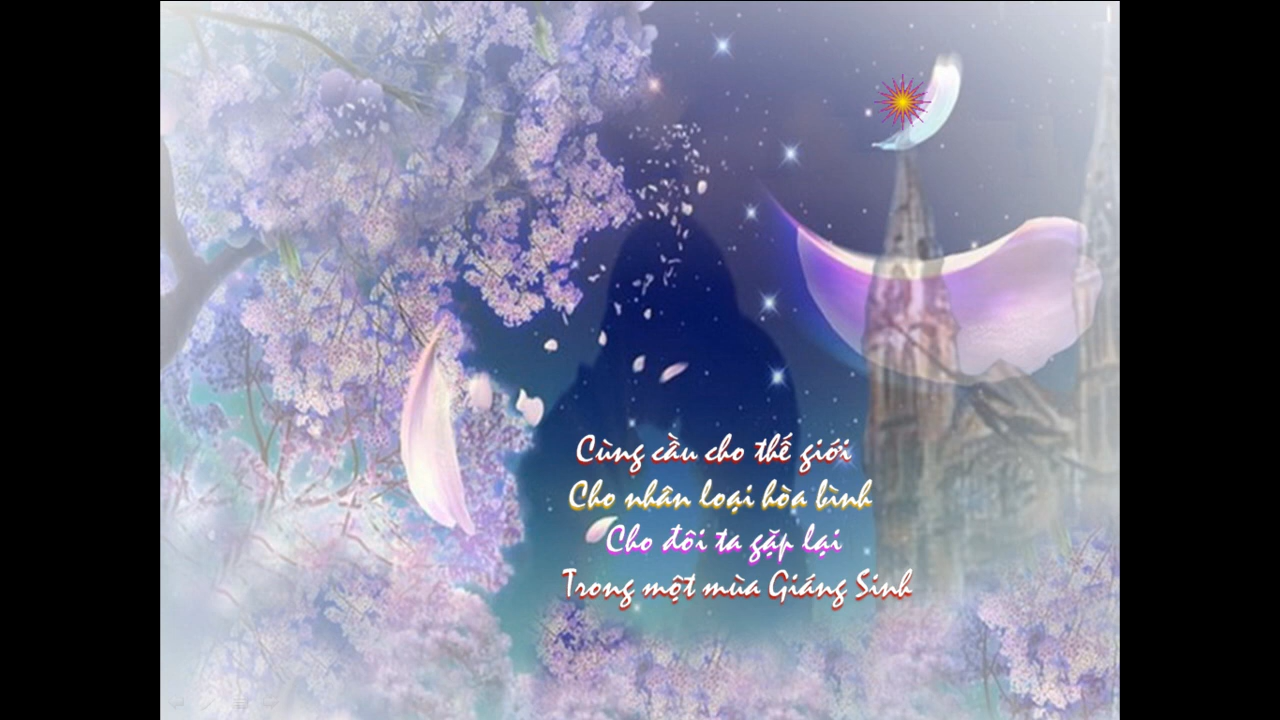 Cùng cầu cho thế giới
Cho nhân loại hòa bình
Cho đôi ta gặp lại
Trong một mùa Giáng Sinh